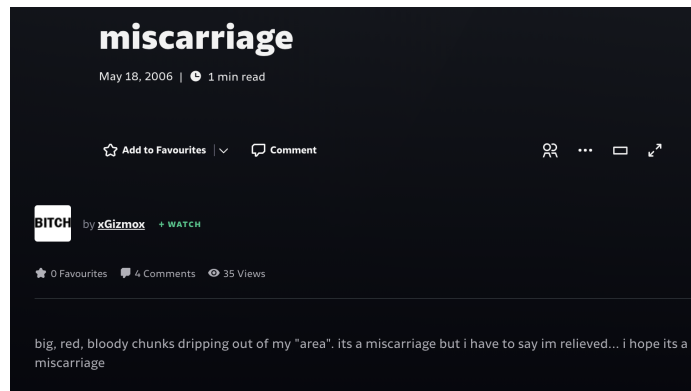 miscarriage
May 18, 2006 | 1 min read
Add to Favourites | Comment
BITCH by xGizmox + WATCH
0 Favourites 4 Comments 35 Views
big, red, bloody chunks dripping out of my "area". its a miscarriage but i have to say im relieved... i hope its a
miscarriage